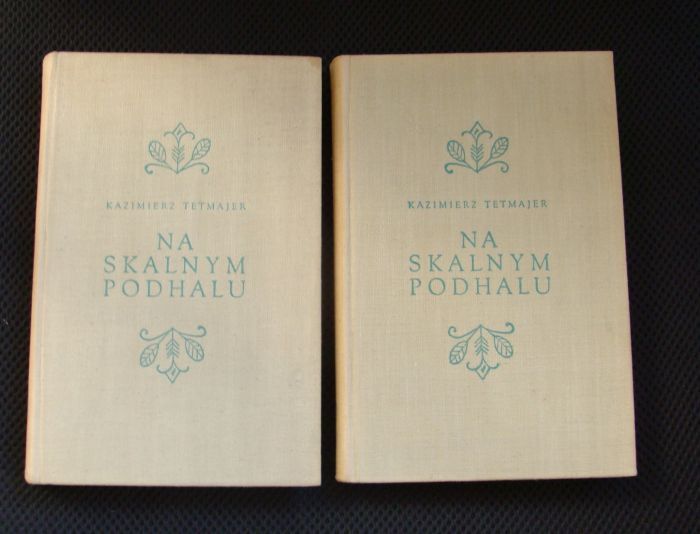 KAZIMIERZ TETMAJER
NA
SKALNYM
PODHALU
KAZIMIERZ TETMAJER
NA
SKALNYM
PODHALU